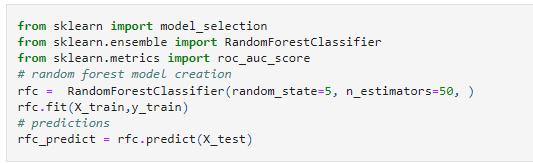 from sklearn import model_selection
from sklearn.ensemble import RandomForestClassifier
from sklearn.metrics import roc_auc_score
# random forest model creation
rfc =  RandomForestClassifier(random_state=5, n_estimators=50, )
rfc.fit(X_train,y_train)
# predictions
rfc_predict = rfc.predict(X_test)